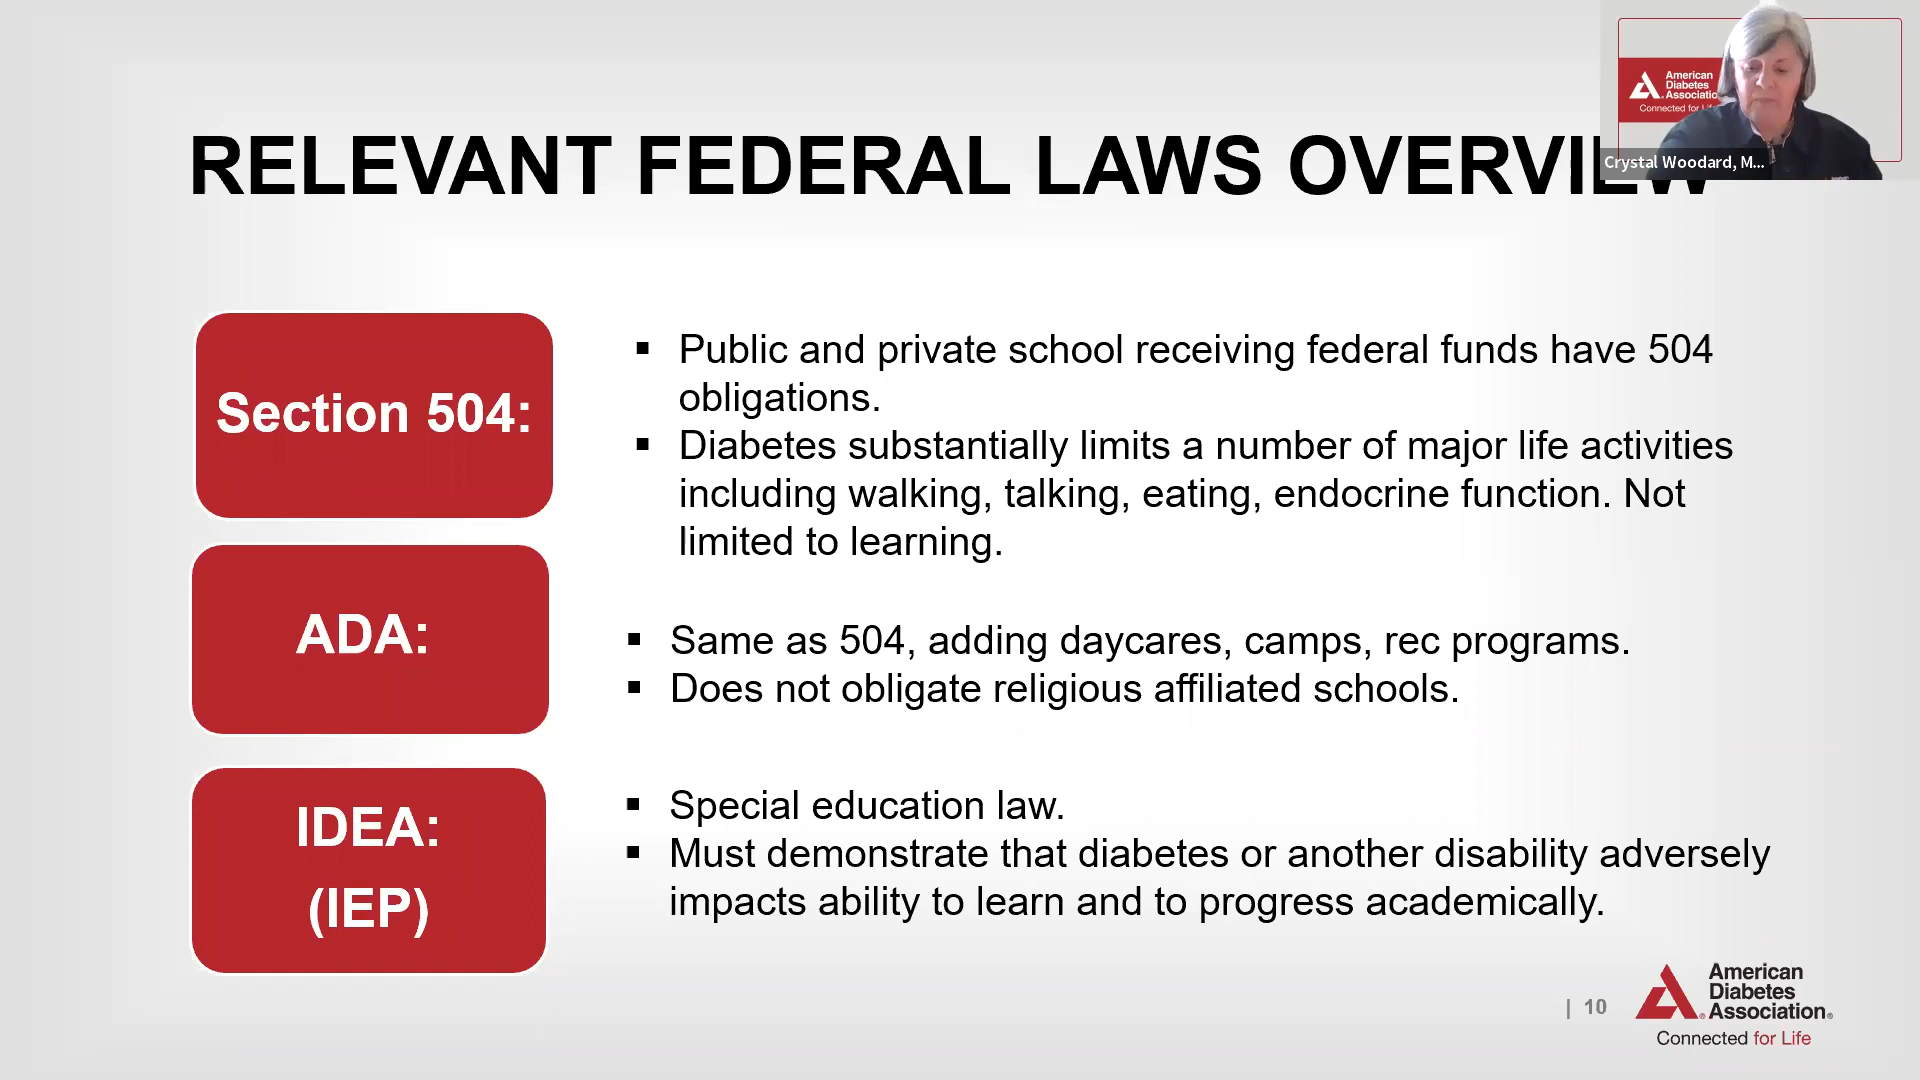 American
Diabetes
Associatio
Connected for Lif
Crystal Woodard, M...
RELEVANT FEDERAL LAWS OVERVIEW
Section 504:
▪ Public and private school receiving federal funds have 504
obligations.
▪ Diabetes substantially limits a number of major life activities
including walking, talking, eating, endocrine function. Not
limited to learning.
ADA:
▪ Same as 504, adding daycares, camps, rec programs.
▪ Does not obligate religious affiliated schools.
IDEA:
(IEP)
▪ Special education law.
▪ Must demonstrate that diabetes or another disability adversely
impacts ability to learn and to progress academically.
| 10
American
Diabetes
Association®
Connected for Life